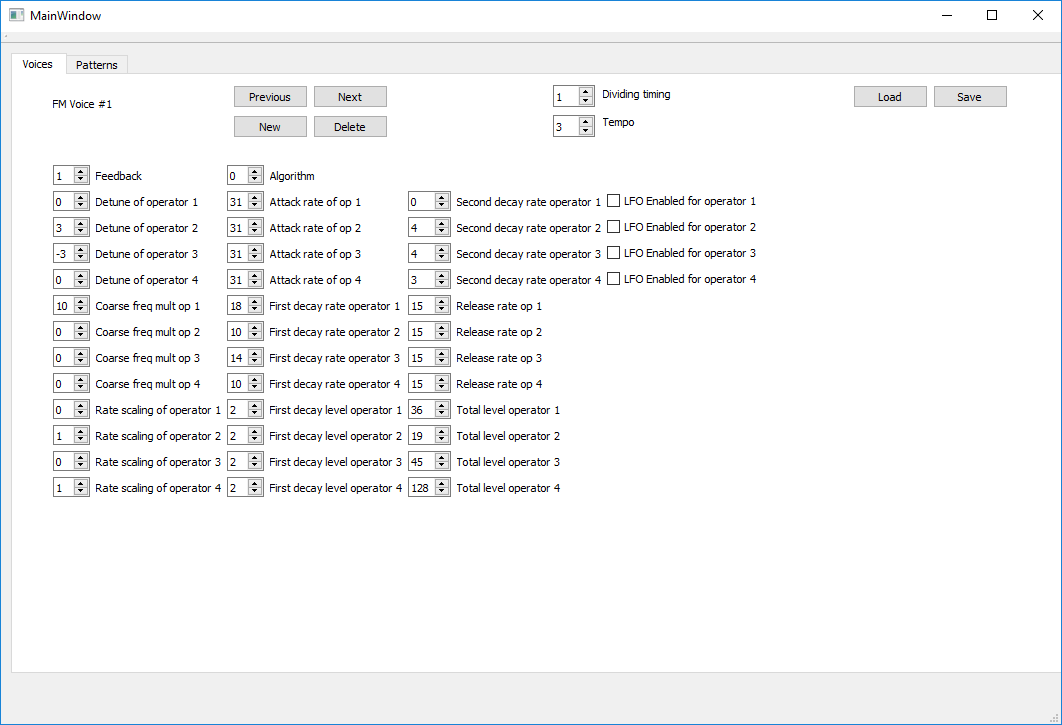 MainWindow
Voices Patterns
FM Voice #1 Previous Next 1 Dividing timing Load Save
New Delete 3 Tempo
1 Feedback 0 Algorithm
0 Detune of operator 1 31 Attack rate of op 1 0 Second decay rate operator 1 LFO Enabled for operator 1
3 Detune of operator 2 31 Attack rate of op 2 4 Second decay rate operator 2 LFO Enabled for operator 2
-3 Detune of operator 3 31 Attack rate of op 3 4 Second decay rate operator 3 LFO Enabled for operator 3
0 Detune of operator 4 31 Attack rate of op 4 3 Second decay rate operator 4 LFO Enabled for operator 4
10 Coarse freq mult op 1 18 First decay rate operator 1 15 Release rate op 1
0 Coarse freq mult op 2 10 First decay rate operator 2 15 Release rate op 2
0 Coarse freq mult op 3 14 First decay rate operator 3 15 Release rate op 3
0 Coarse freq mult op 4 10 First decay rate operator 4 15 Release rate op 4
0 Rate scaling of operator 1 2 First decay level operator 1 36 Total level operator 1
1 Rate scaling of operator 2 2 First decay level operator 2 19 Total level operator 2
0 Rate scaling of operator 3 2 First decay level operator 3 45 Total level operator 3
1 Rate scaling of operator 4 2 First decay level operator 4 128 Total level operator 4